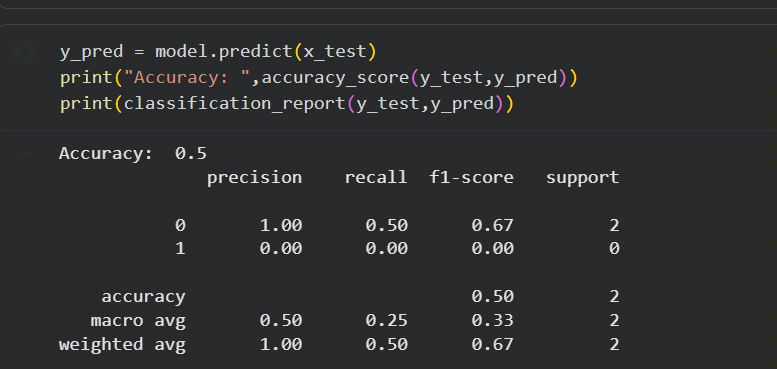 y_pred = model.predict(x_test)
print("Accuracy: ",accuracy_score(y_test,y_pred))
print(classification_report(y_test,y_pred))
Accuracy:  0.5
precision    recall  f1-score   support
0       1.00      0.50      0.67         2
1       0.00      0.00      0.00         0
accuracy                           0.50         2
macro avg       0.50      0.25      0.33         2
weighted avg       1.00      0.50      0.67         2